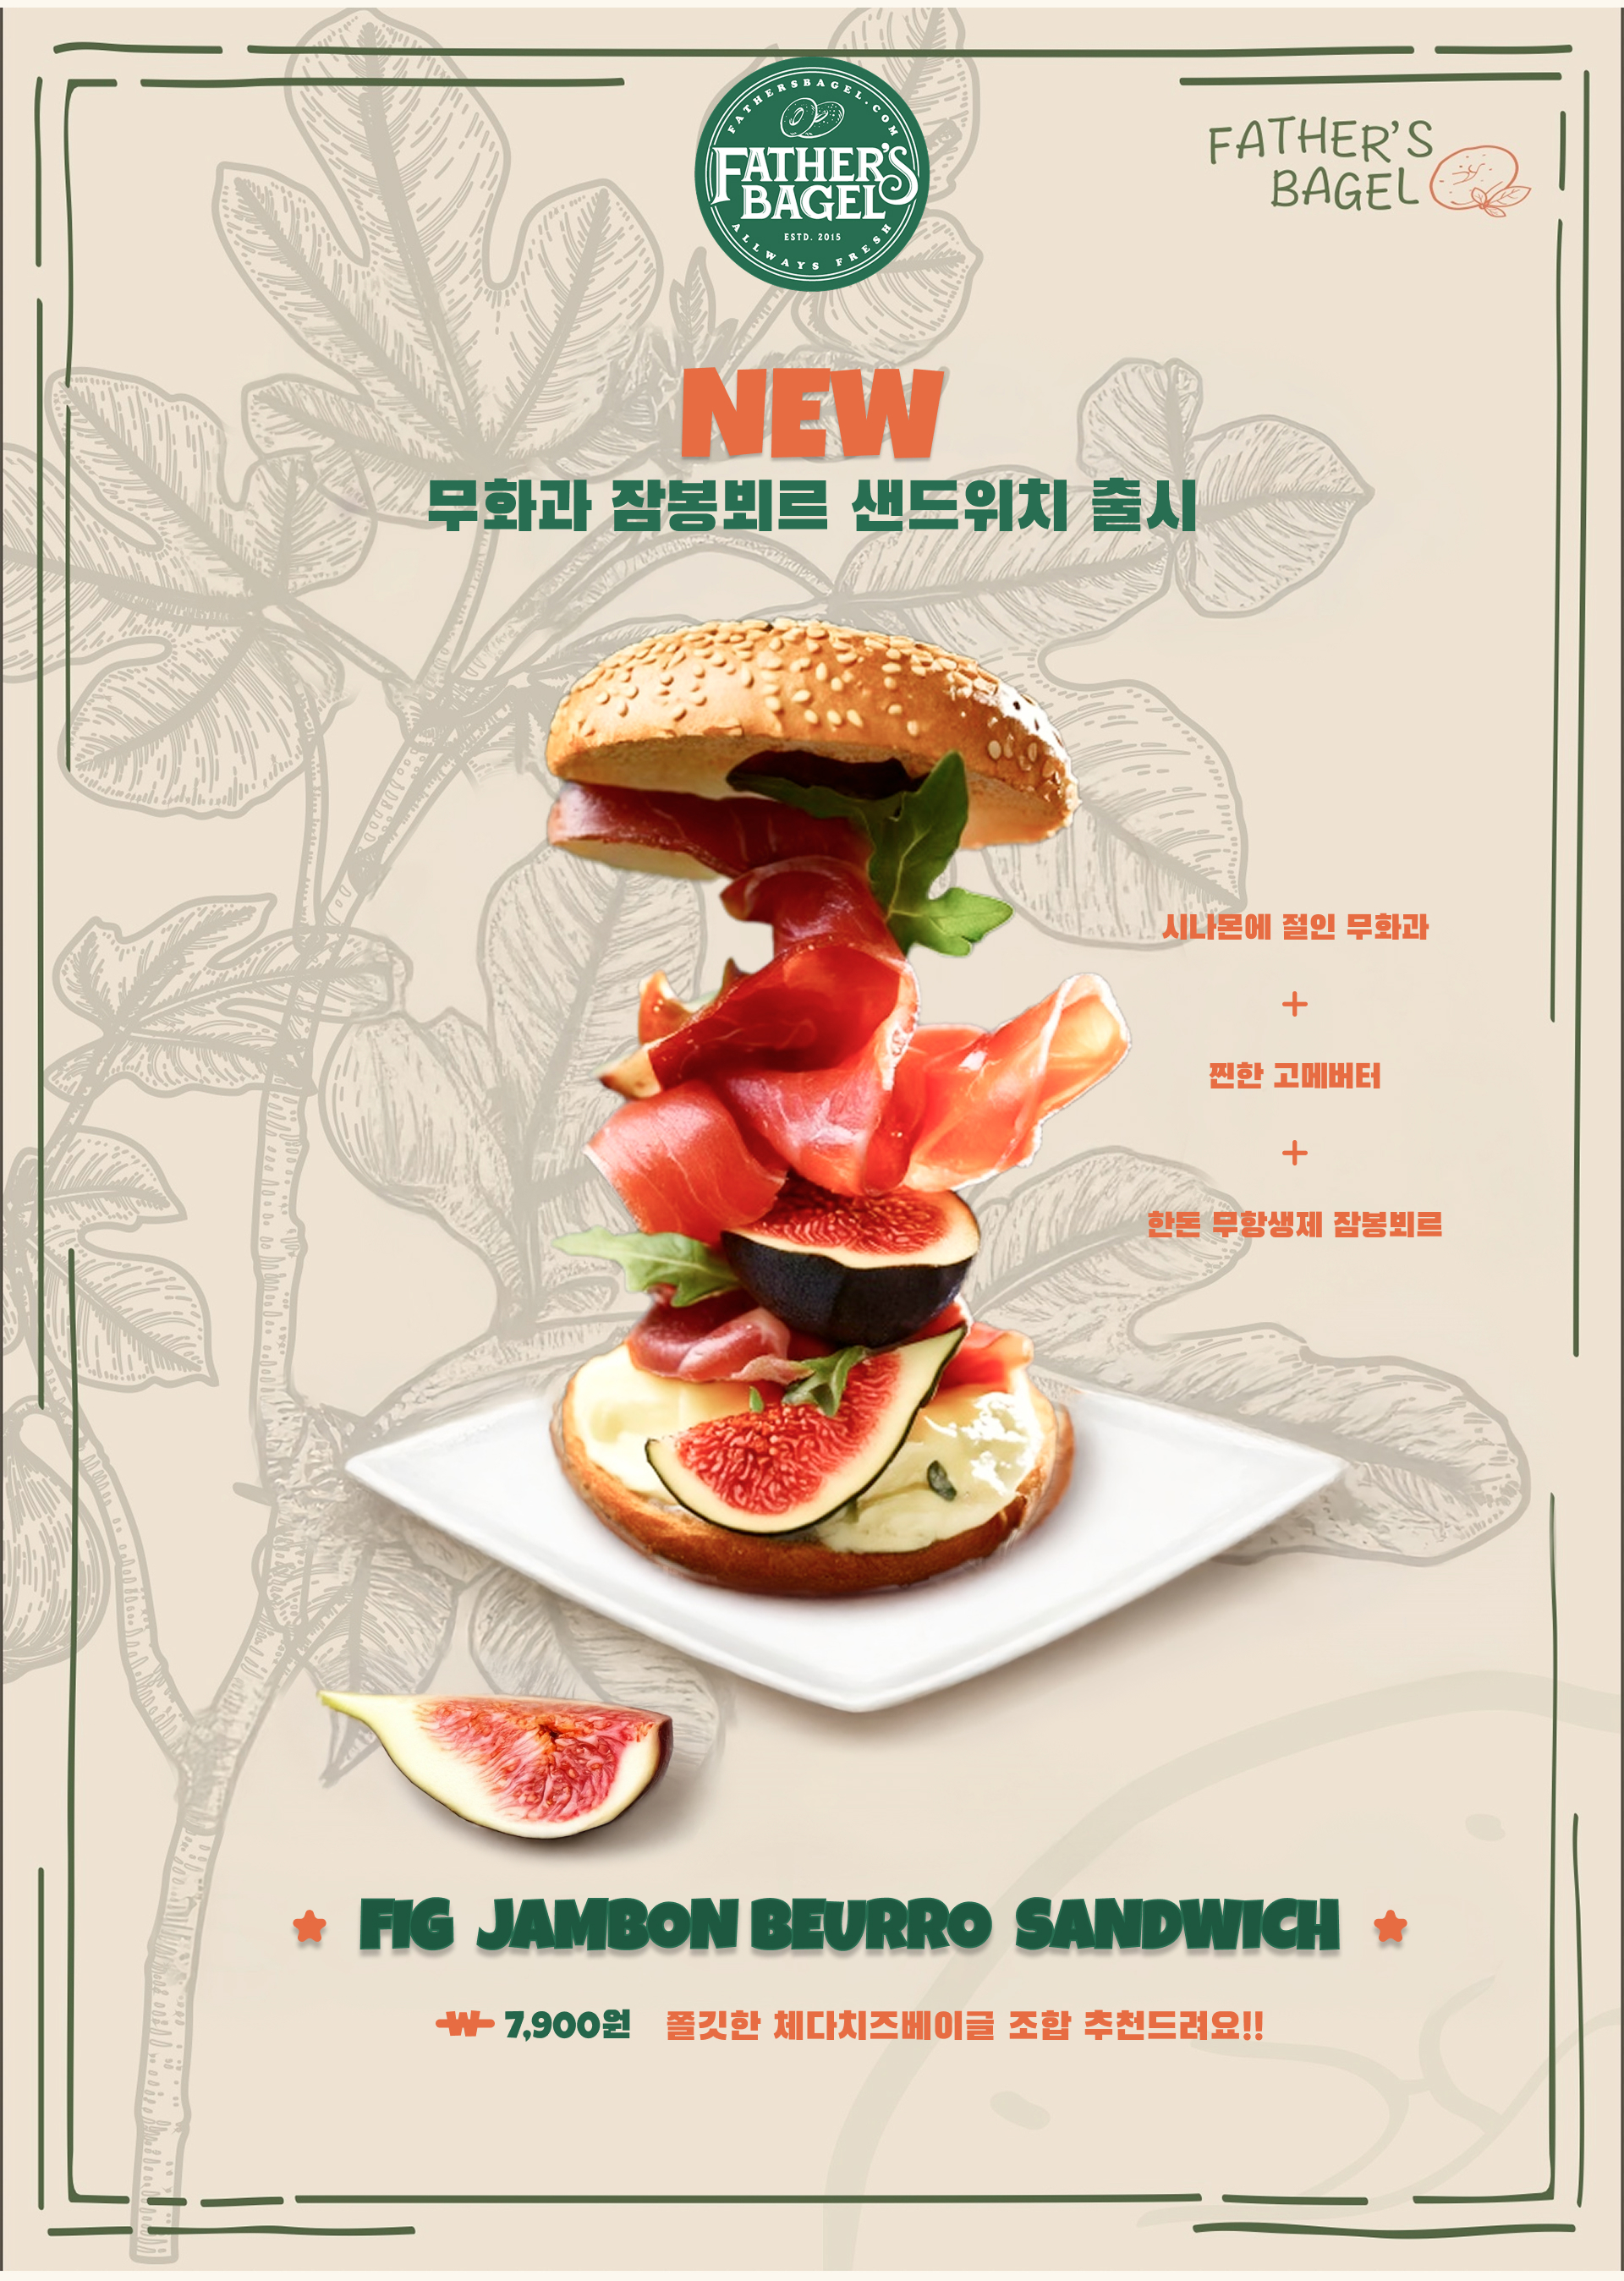 FATHERSBAGEL.COM
FATHER'S
BAGEL
ESTD. 2015
ALLWAYS FRESH
FATHER'S
BAGEL
NEW
무화과 잠봉뵈르 샌드위치 출시
시나몬에 절인 무화과
+
찐한 고메버터
+
한돈 무항생제 잠봉뵈르
FIG JAMBON BEURRO SANDWICH
₩ 7,900원 쫄깃한 체다치즈베이글 조합 추천드려요!!